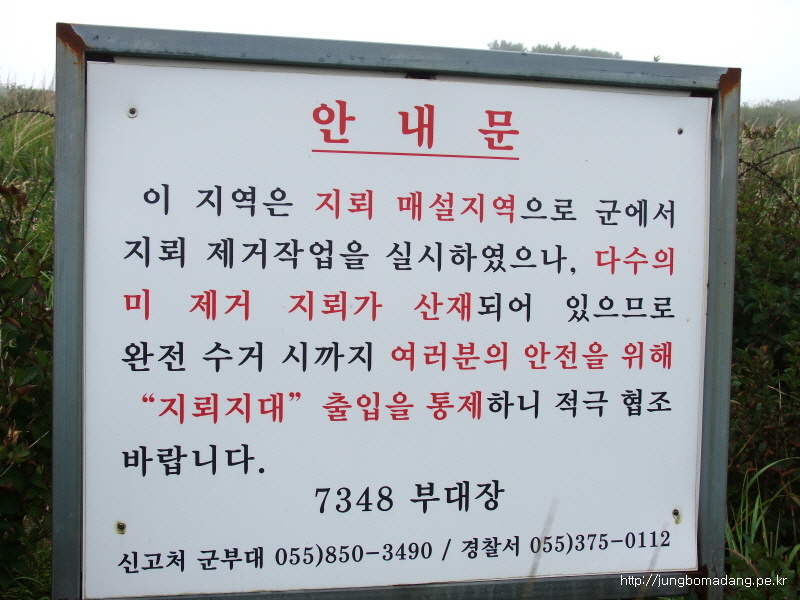 안 내 문
이 지역은 지뢰 매설지역으로 군에서
지뢰 제거작업을 실시하였으나, 다수의
미 제거 지뢰가 산재되어 있으므로
완전 수거 시까지 여러분의 안전을 위해
“지뢰지대” 출입을 통제하니 적극 협조
바랍니다.
7348 부대장
신고처 군부대 055)850-3490 / 경찰서 055)375-0112
http://jungbomadang.pe.kr